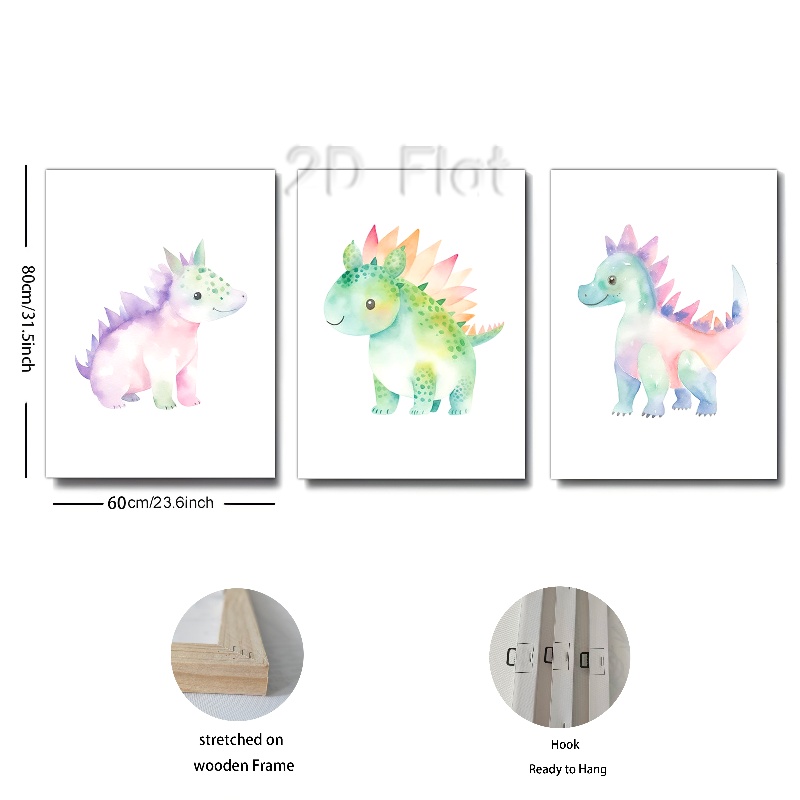 2D Flat
80cm/31.5inch
60cm/23.6inch
stretched on
wooden Frame
Hook
Ready to Hang